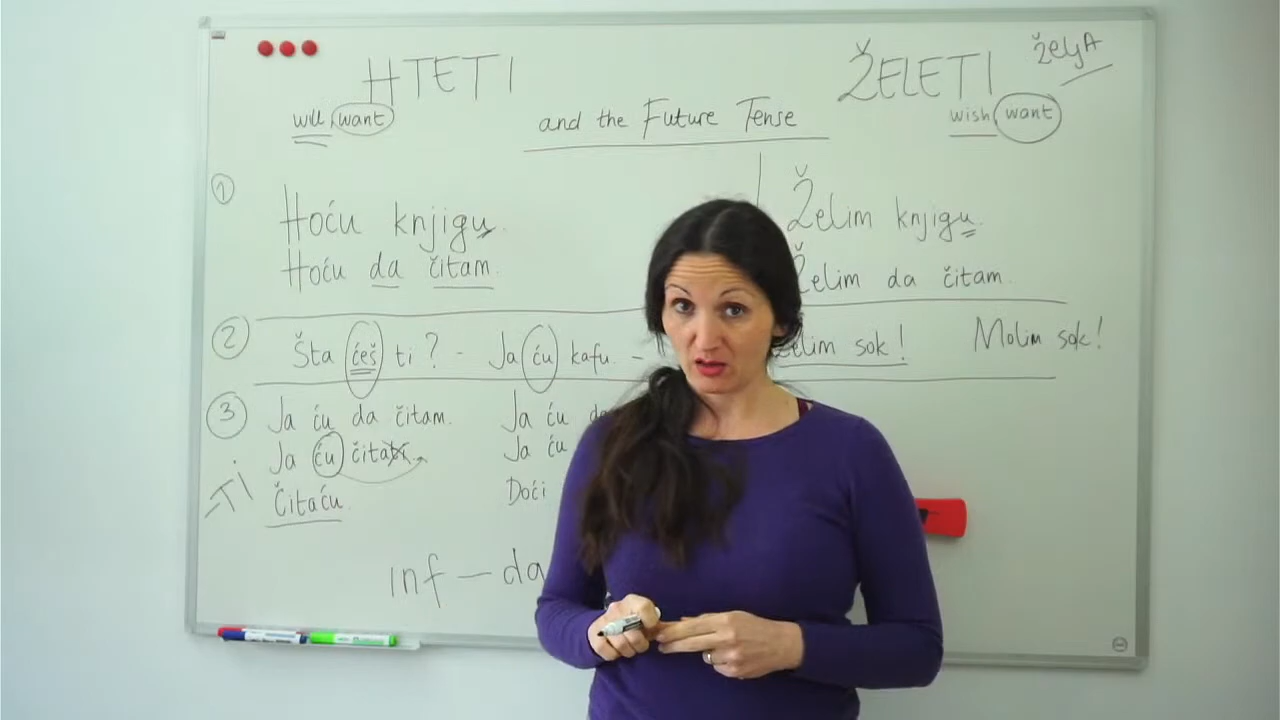 HTETI
ŽELETI
željA
will, want
and the Future Tense
wish, want
1
Hoću knjigu.
Želim knjigu.
Hoću da čitam.
Želim da čitam.
2
Šta ćeš ti? - Ja ću kafu. -
želim sok!
Molim sok!
3
Ja ću da čitam.
Ja ću da
Ja ću čitati.
Ja ću
-Ti
Čitaću.
Doći
inf - da